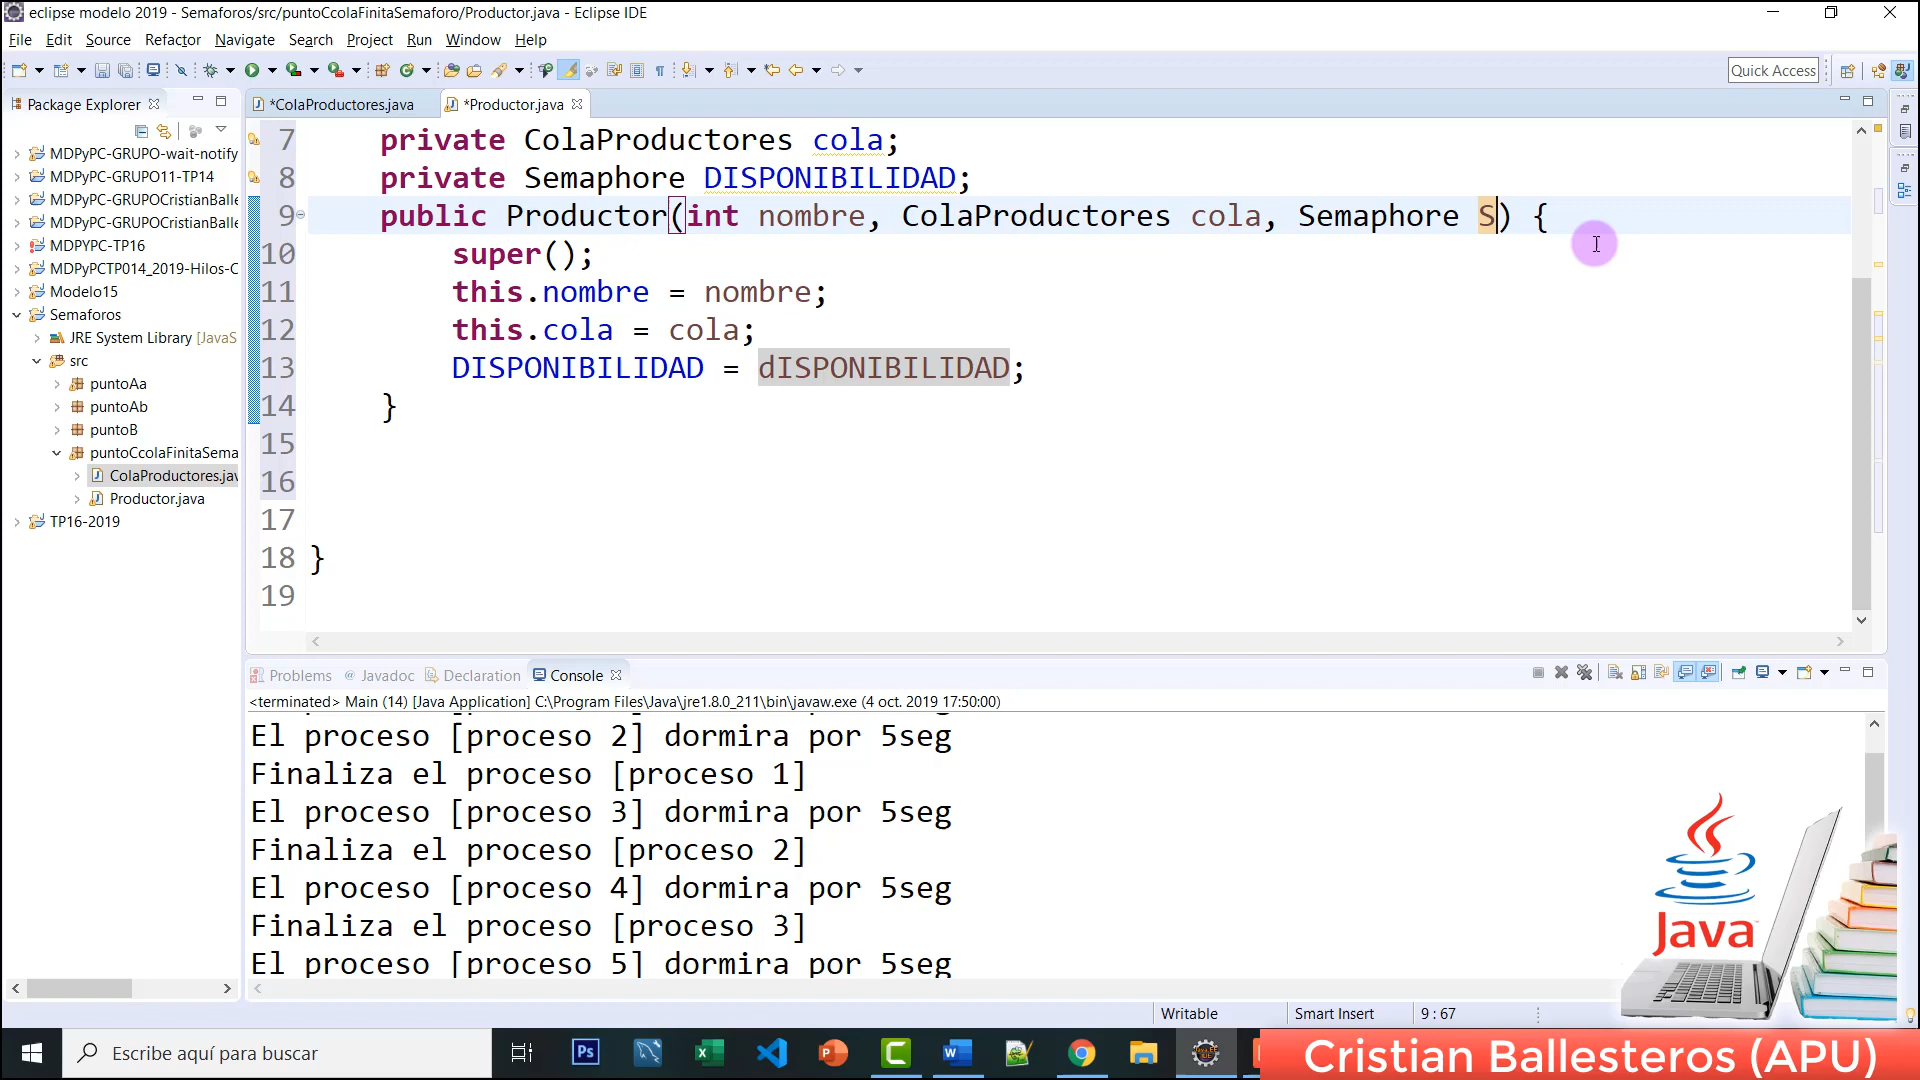 eclipse modelo 2019 - Semaforos/src/puntoCcolaFinitaSemaforo/Productor.java - Eclipse IDE
File Edit Source Refactor Navigate Search Project Run Window Help
Quick Access
Package Explorer
MDPyPC-GRUPO-wait-notify
MDPyPC-GRUPO11-TP14
MDPyPC-GRUPOCristianBalle
MDPyPC-GRUPOCristianBalle
MDPYPC-TP16
MDPyPCTP014_2019-Hilos-C
Modelo15
Semaforos
JRE System Library [JavaS
src
puntoAa
puntoAb
puntoB
puntoCcolaFinitaSema
ColaProductores.jav
Productor.java
TP16-2019
*ColaProductores.java *Productor.java
7 private ColaProductores cola;
8 private Semaphore DISPONIBILIDAD;
9 public Productor(int nombre, ColaProductores cola, Semaphore S) {
10 super();
11 this.nombre = nombre;
12 this.cola = cola;
13 DISPONIBILIDAD = dISPONIBILIDAD;
14 }
15
16
17
18 }
19
Problems @ Javadoc Declaration Console
<terminated> Main (14) [Java Application] C:\Program Files\Java\jre1.8.0_211\bin\javaw.exe (4 oct. 2019 17:50:00)
El proceso [proceso 2] dormira por 5seg
Finaliza el proceso [proceso 1]
El proceso [proceso 3] dormira por 5seg
Finaliza el proceso [proceso 2]
El proceso [proceso 4] dormira por 5seg
Finaliza el proceso [proceso 3]
El proceso [proceso 5] dormira por 5seg
Java
Writable Smart Insert 9 : 67
Escribe aquí para buscar
Cristian Ballesteros (APU)